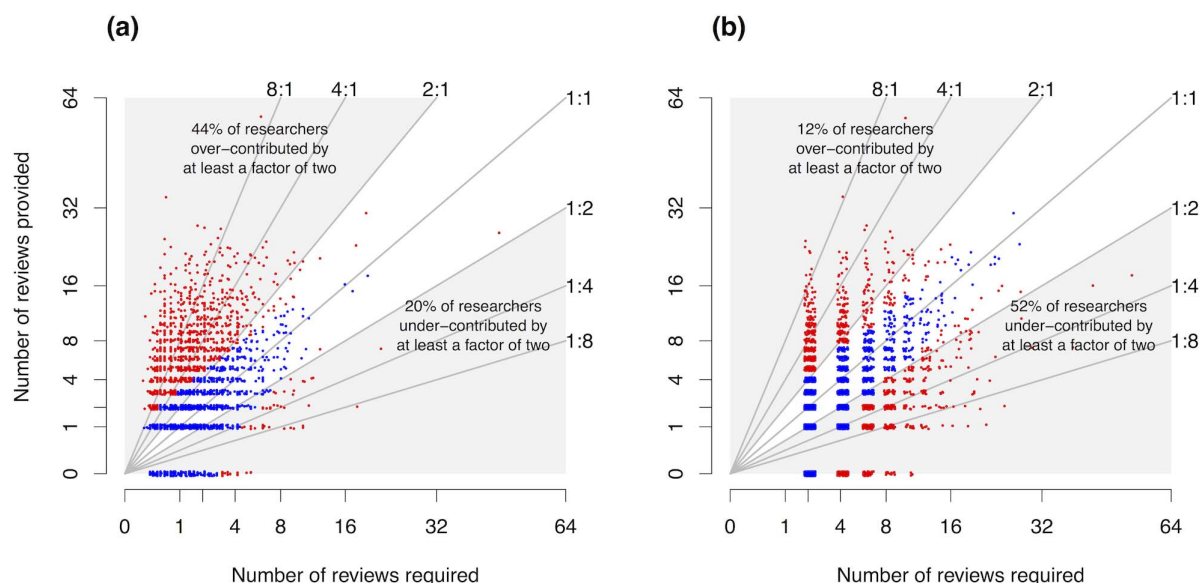 (a)
8:1 4:1 2:1
1:1
1:2
1:4
1:8
44% of researchers
over−contributed by
at least a factor of two
20% of researchers
under−contributed by
at least a factor of two
Number of reviews provided
64
32
16
8
4
1
0
0 1 4 8 16 32 64
Number of reviews required
(b)
8:1 4:1 2:1
1:1
1:2
1:4
1:8
12% of researchers
over−contributed by
at least a factor of two
52% of researchers
under−contributed by
at least a factor of two
64
32
16
8
4
1
0
0 1 4 8 16 32 64
Number of reviews required